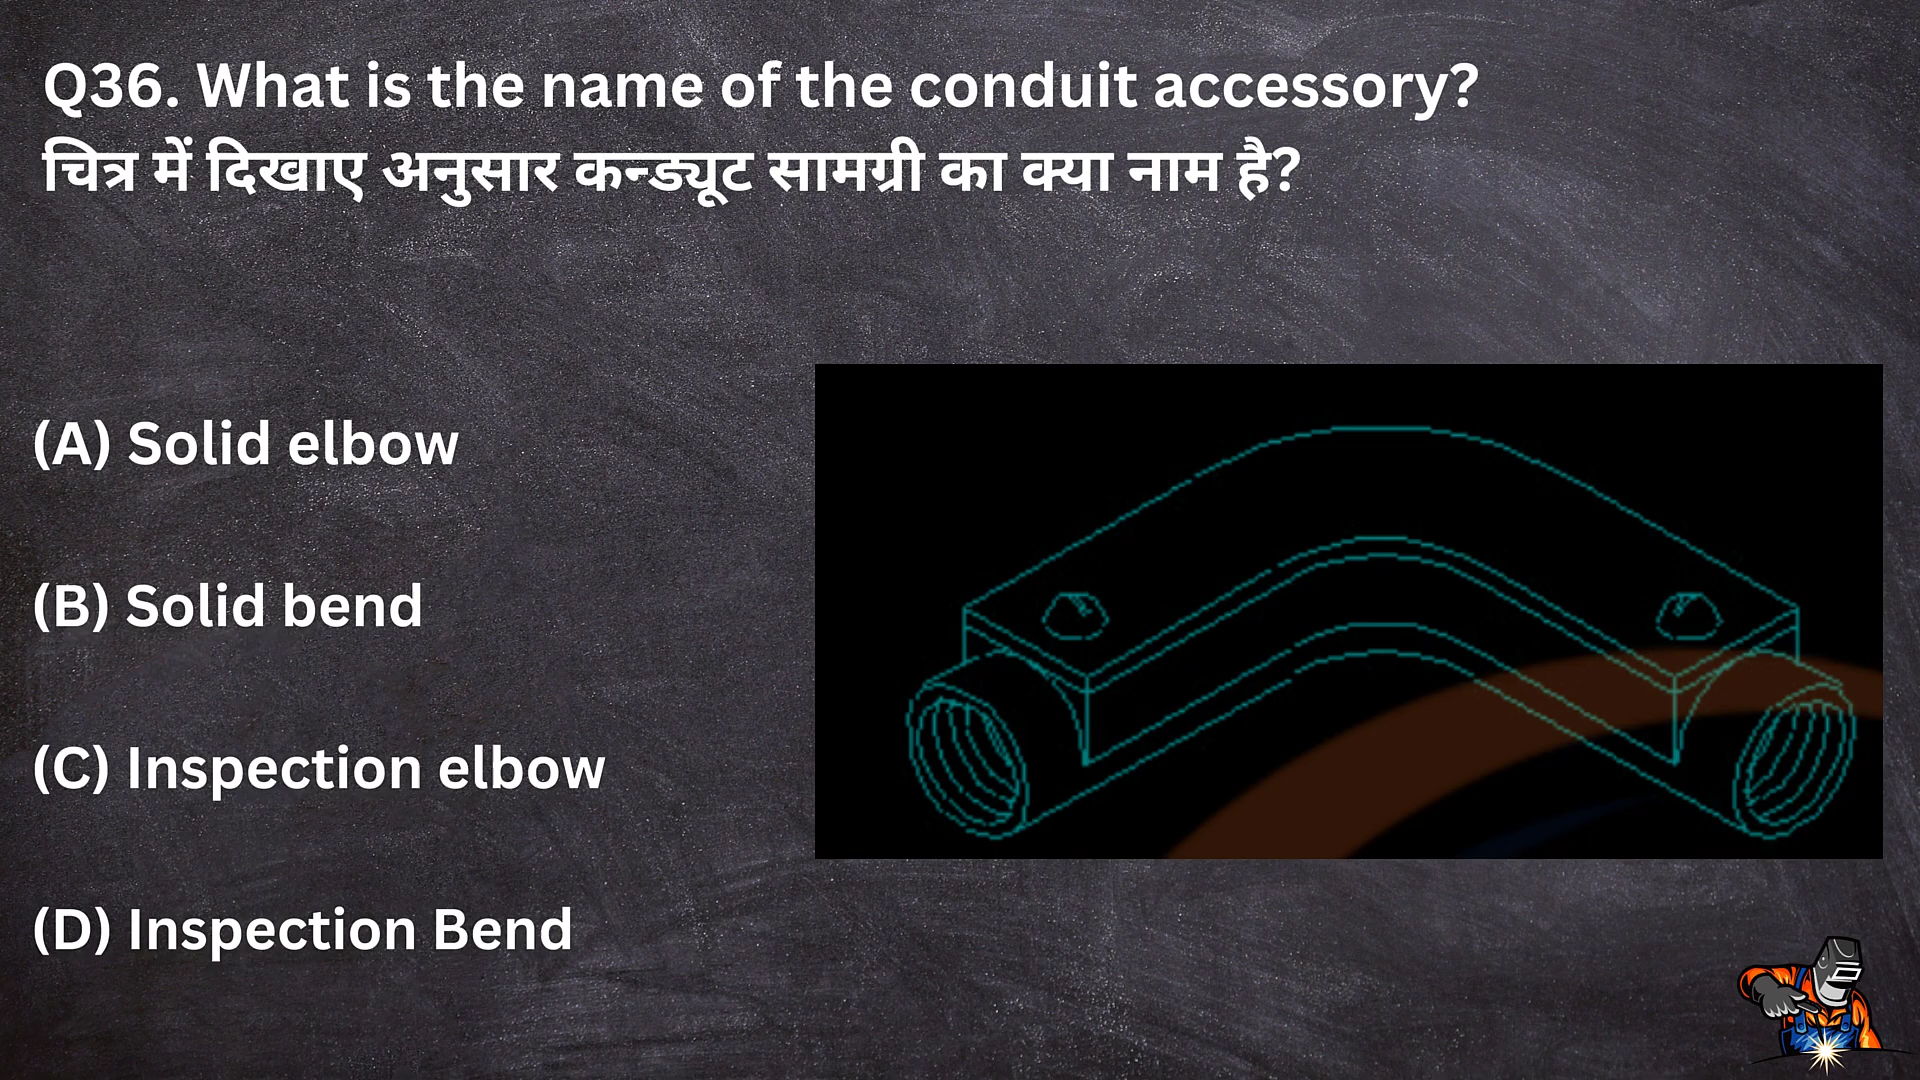 Q36. What is the name of the conduit accessory?
चित्र में दिखाए अनुसार कन्ड्यूट सामग्री का क्या नाम है?
(A) Solid elbow
(B) Solid bend
(C) Inspection elbow
(D) Inspection Bend